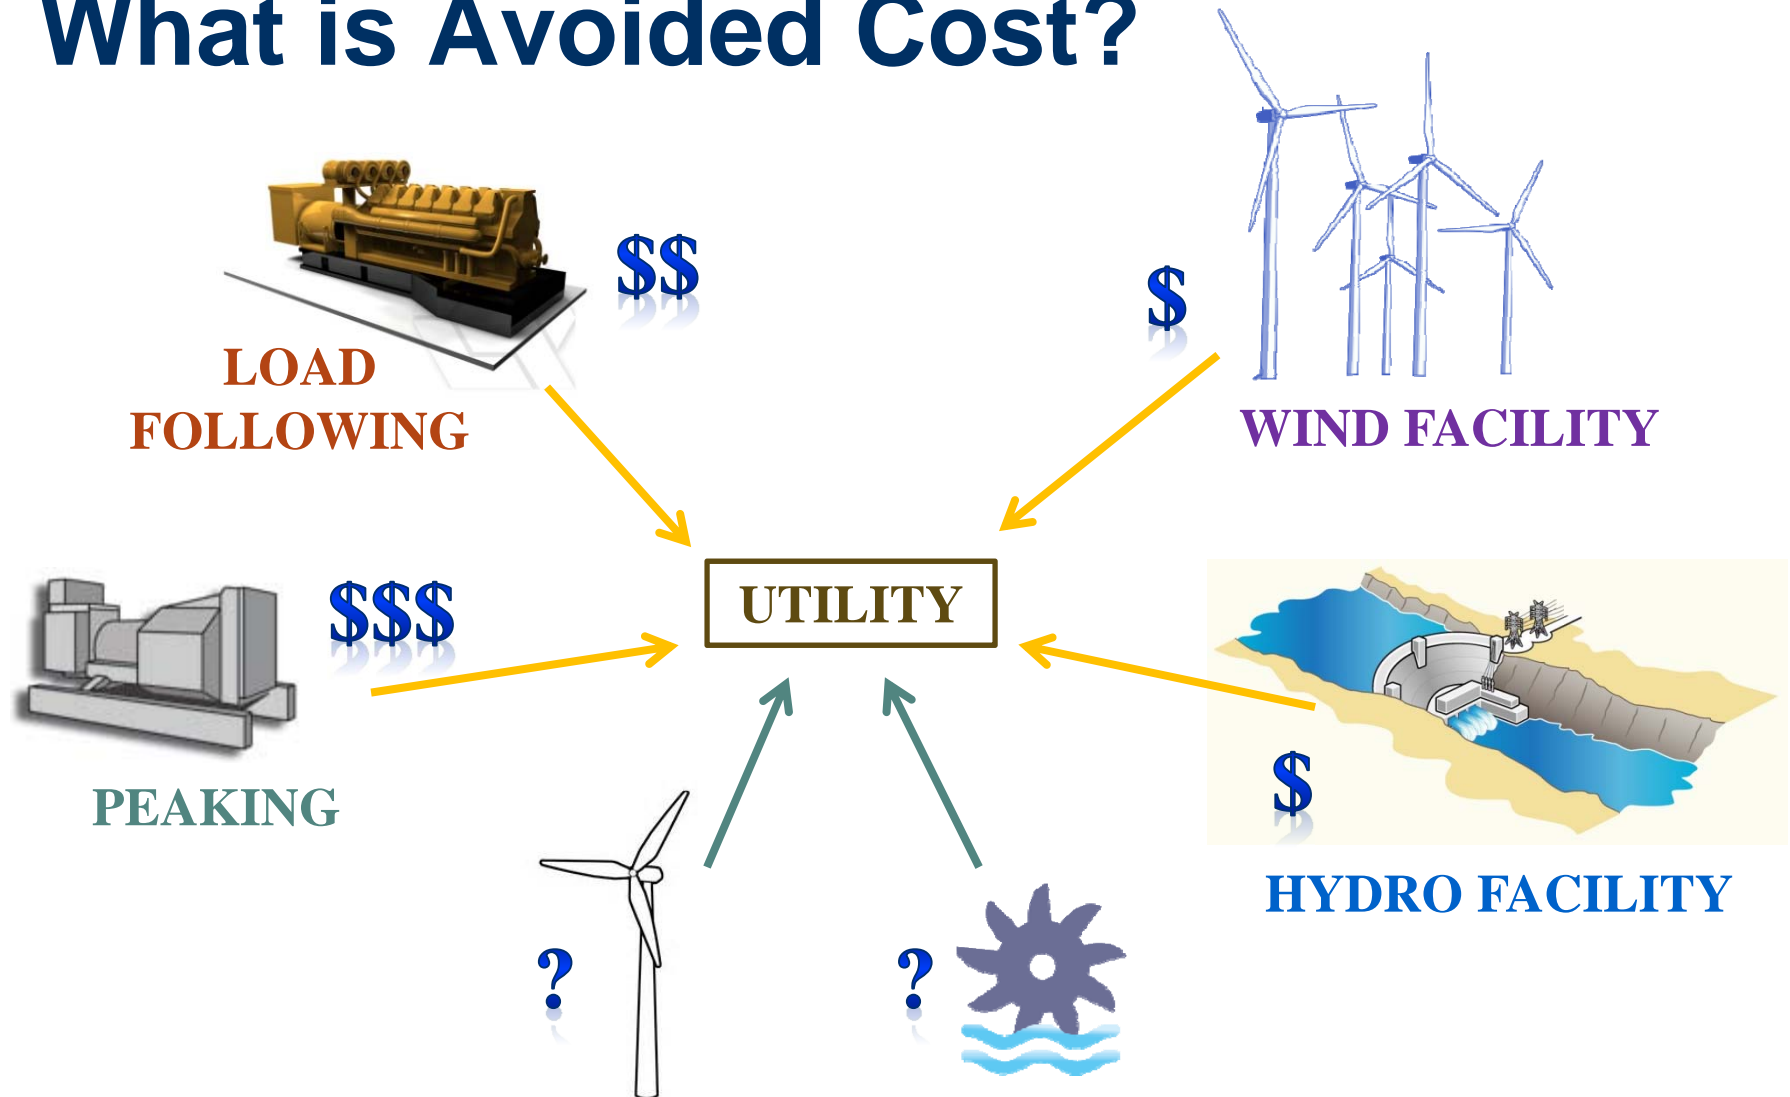 What is Avoided Cost?
$$
$
LOAD
FOLLOWING
WIND FACILITY
$$$
UTILITY
$
PEAKING
HYDRO FACILITY
?
?